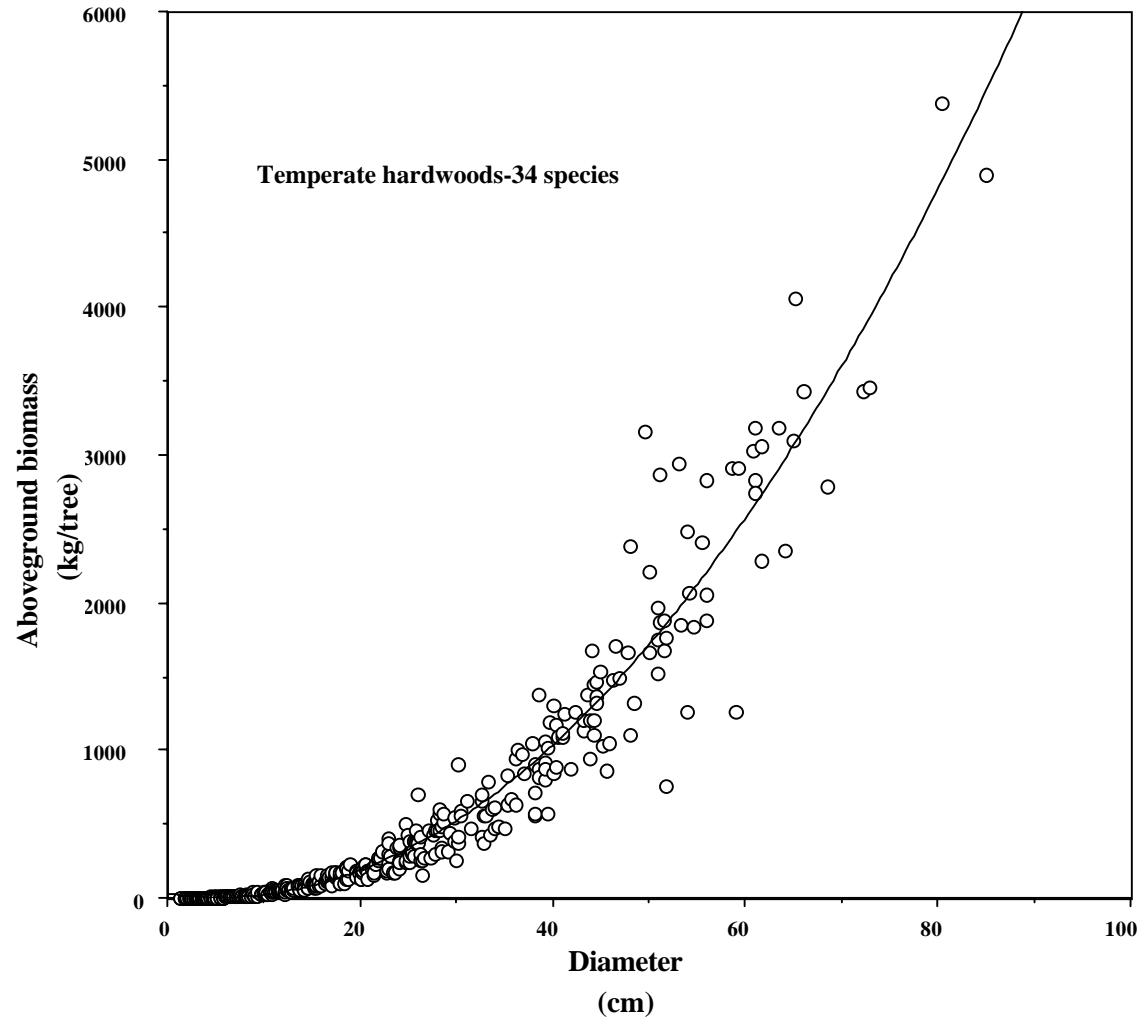 6000
5000
4000
3000
2000
1000
0
Aboveground biomass
(kg/tree)
Temperate hardwoods-34 species
0 20 40 60 80 100
Diameter
(cm)